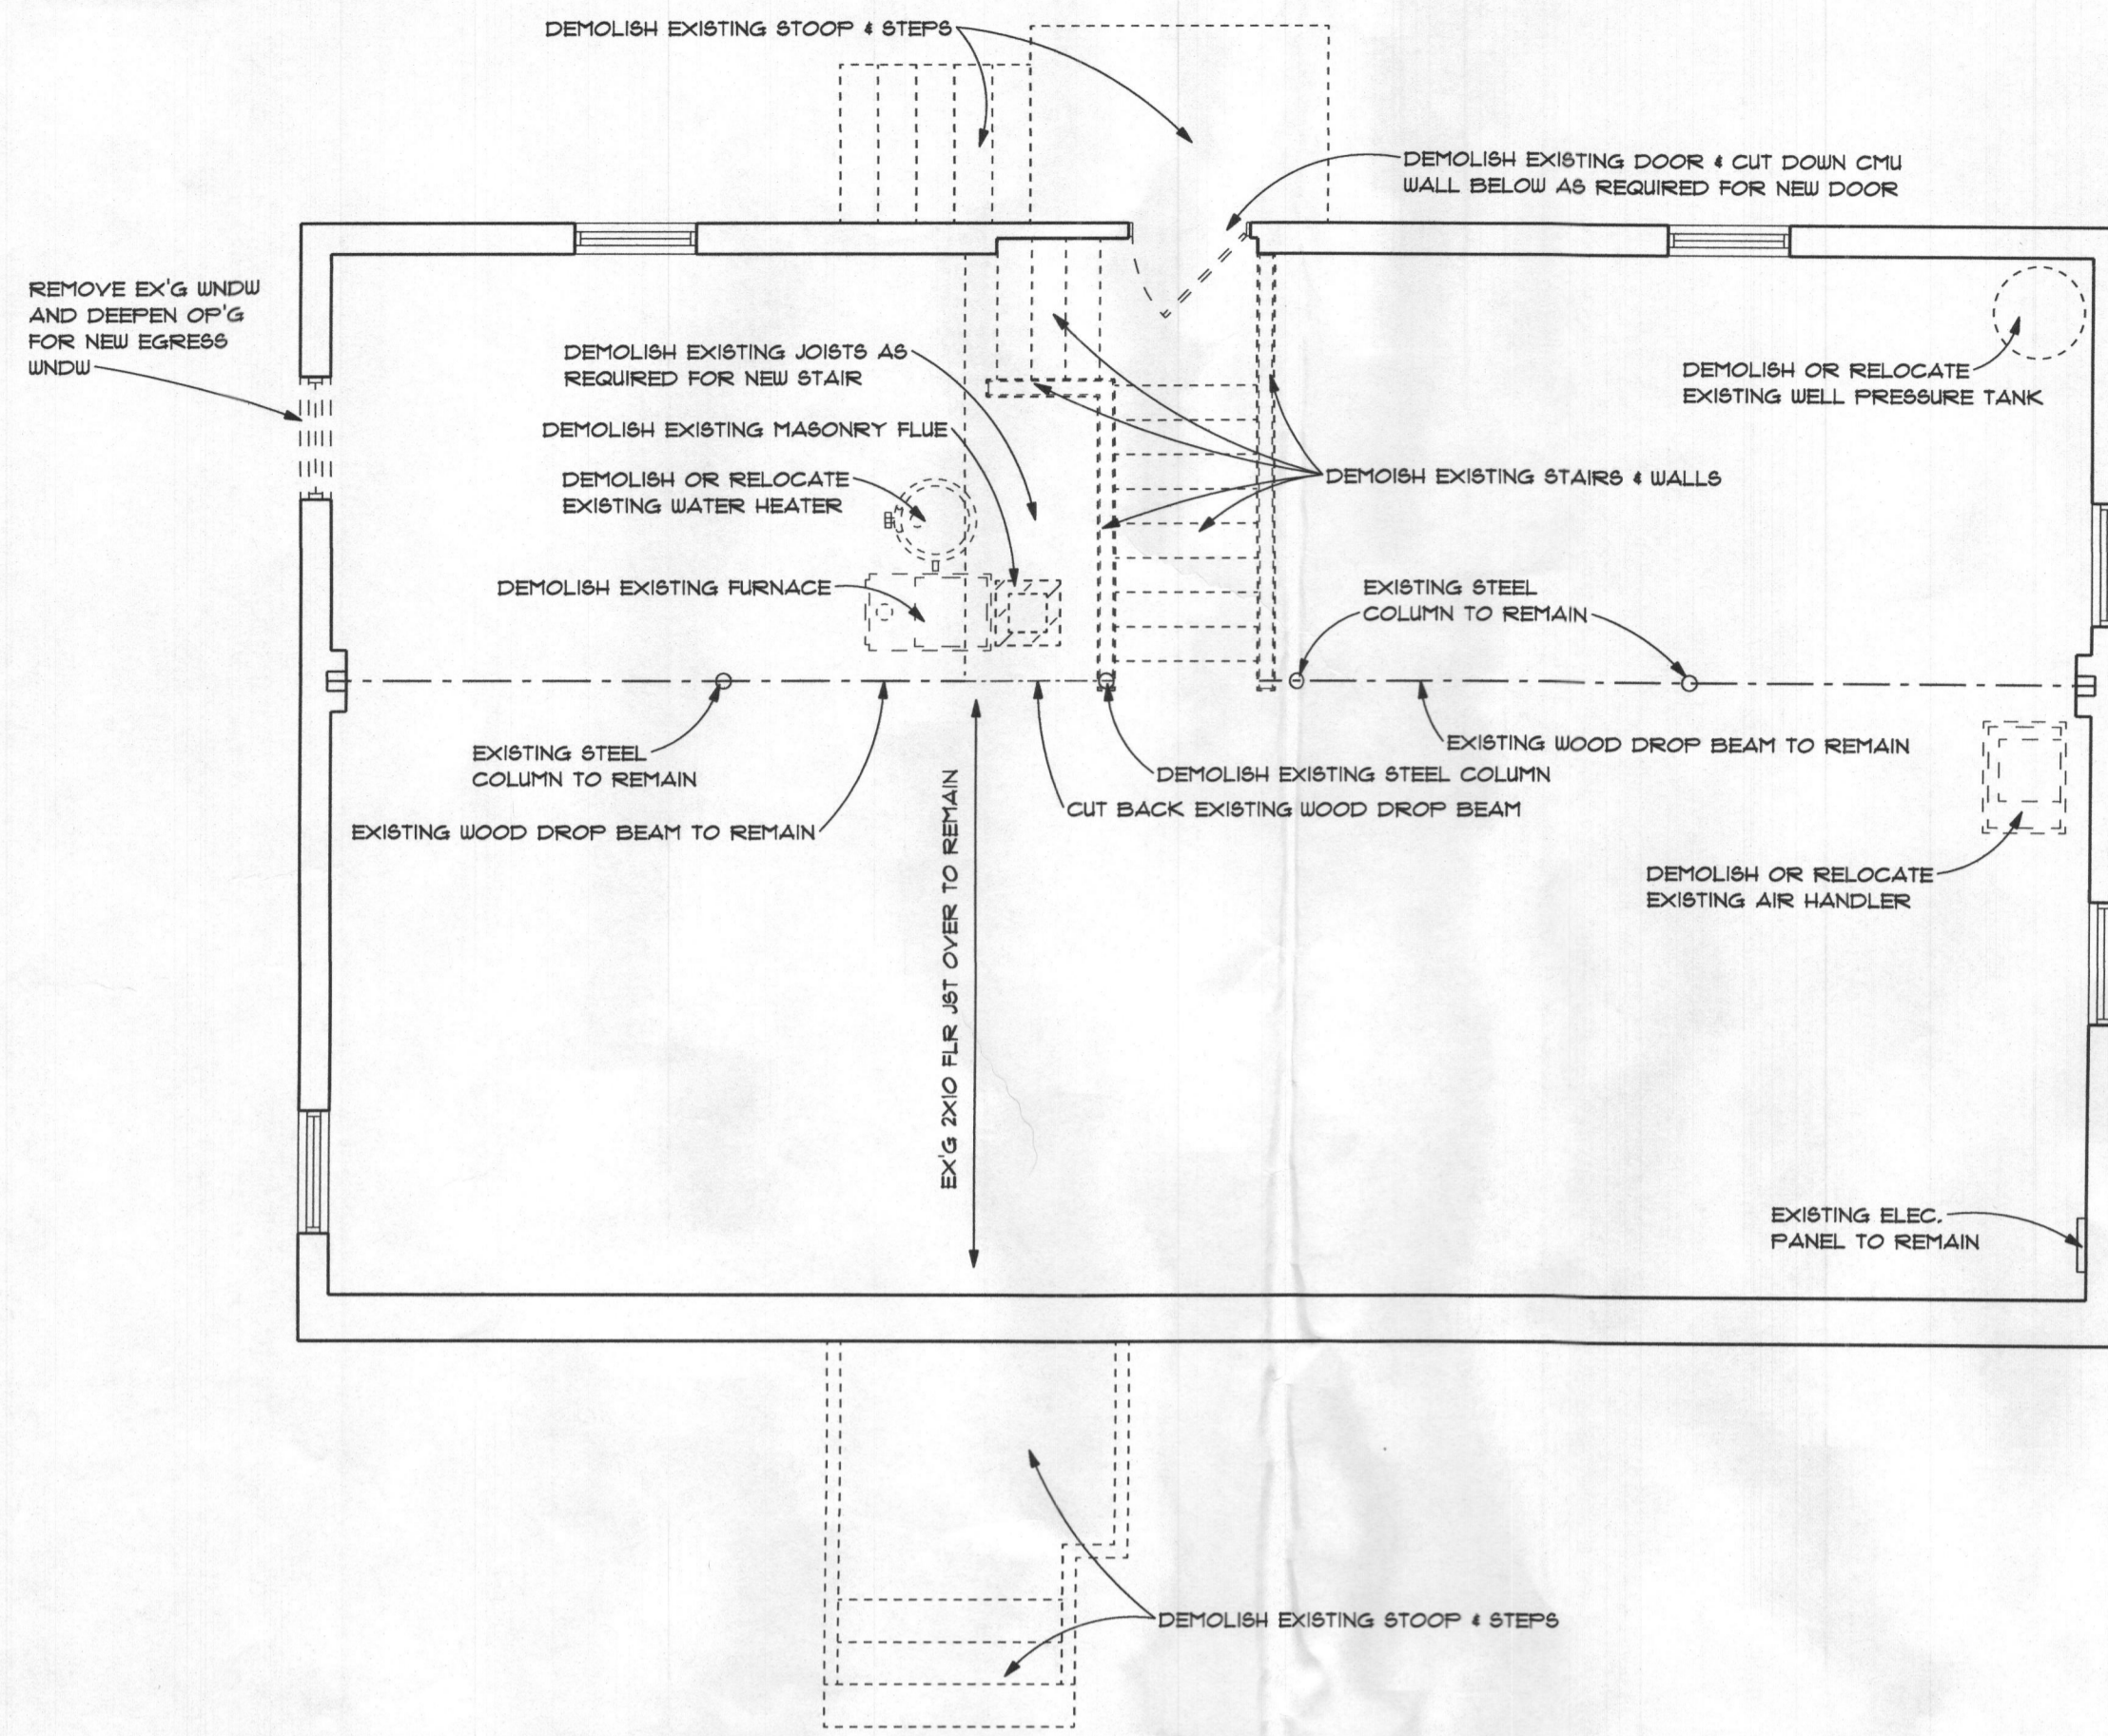 DEMOLISH EXISTING STOOP & STEPS
DEMOLISH EXISTING DOOR & CUT DOWN CMU
WALL BELOW AS REQUIRED FOR NEW DOOR
REMOVE EX'G WNDW
AND DEEPEN OP'G
FOR NEW EGRESS
WNDW
DEMOLISH EXISTING JOISTS AS
REQUIRED FOR NEW STAIR
DEMOLISH OR RELOCATE
EXISTING WELL PRESSURE TANK
DEMOLISH EXISTING MASONRY FLUE
DEMOLISH OR RELOCATE
EXISTING WATER HEATER
DEMOISH EXISTING STAIRS & WALLS
DEMOLISH EXISTING FURNACE
EXISTING STEEL
COLUMN TO REMAIN
EXISTING STEEL
COLUMN TO REMAIN
EXISTING WOOD DROP BEAM TO REMAIN
DEMOLISH EXISTING STEEL COLUMN
CUT BACK EXISTING WOOD DROP BEAM
EXISTING WOOD DROP BEAM TO REMAIN
EX'G 2X10 FLR JST OVER TO REMAIN
DEMOLISH OR RELOCATE
EXISTING AIR HANDLER
EXISTING ELEC.
PANEL TO REMAIN
DEMOLISH EXISTING STOOP & STEPS